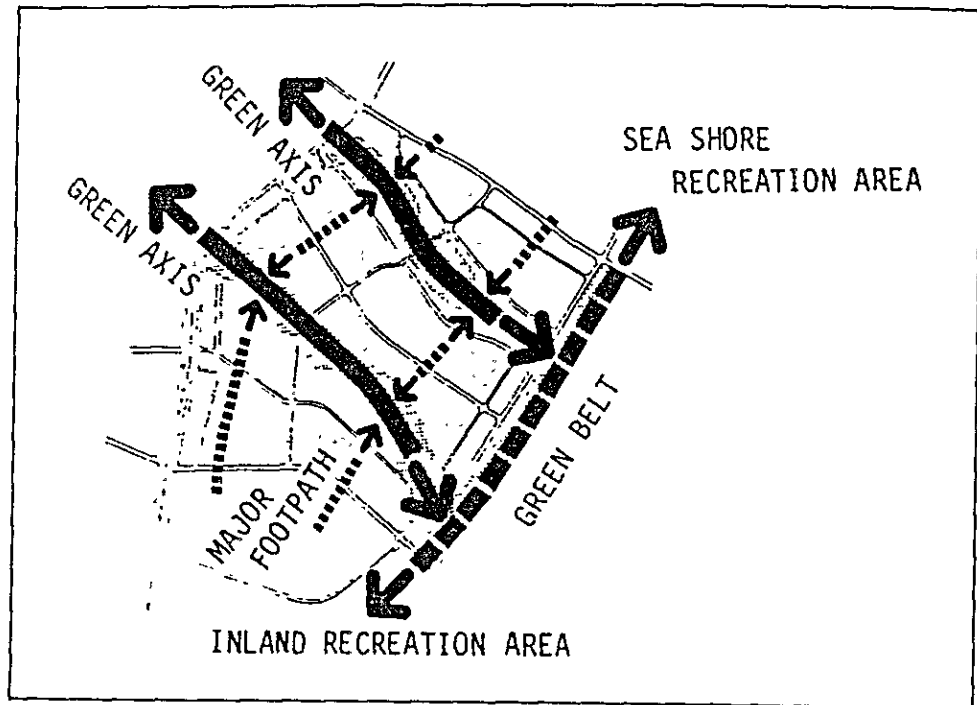 GREEN AXIS
SEA SHORE
RECREATION AREA
GREEN AXIS
GREEN BELT
MAJOR
FOOTPATH
INLAND RECREATION AREA